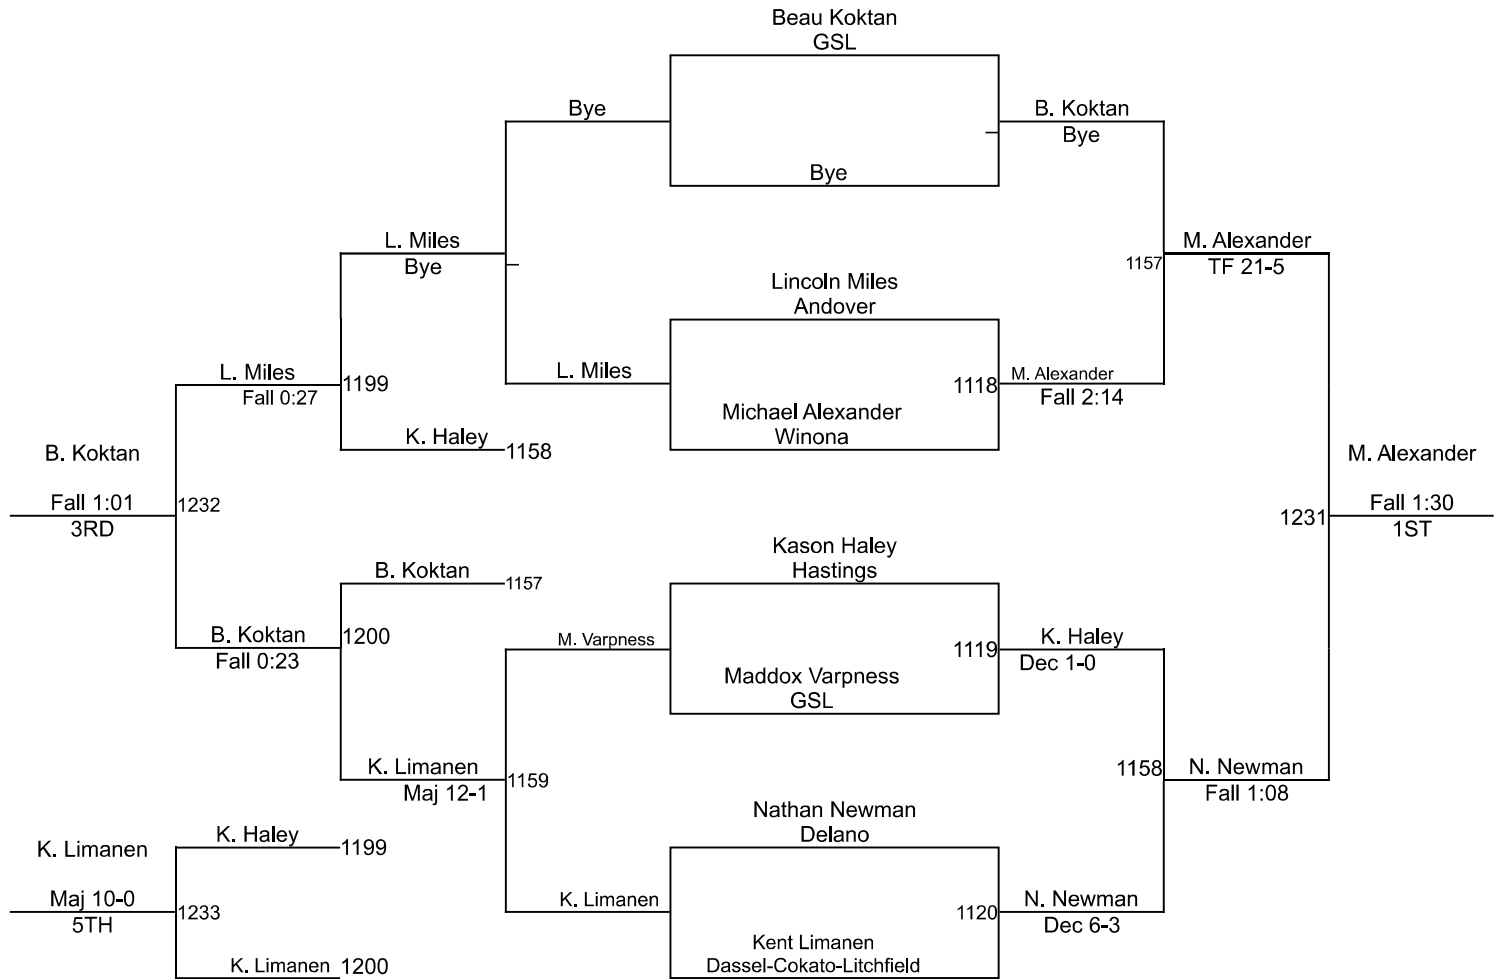 Beau Koktan
GSL
Bye
B. Koktan
Bye
Bye
L. Miles
Bye
M. Alexander
1157
TF 21-5
Lincoln Miles
Andover
L. Miles
Fall 0:27
1199
L. Miles
1118
M. Alexander
Fall 2:14
Michael Alexander
Winona
K. Haley
1158
B. Koktan
Fall 1:01
3RD
1232
M. Alexander
Fall 1:30
1ST
1231
Kason Haley
Hastings
B. Koktan
1157
B. Koktan
Fall 0:23
1200
M. Varpness
1119
K. Haley
Dec 1-0
Maddox Varpness
GSL
K. Limanen
Maj 12-1
1159
1158
N. Newman
Fall 1:08
Nathan Newman
Delano
K. Limanen
Maj 10-0
5TH
K. Haley
1199
1233
K. Limanen
1120
N. Newman
Dec 6-3
Kent Limanen
Dassel-Cokato-Litchfield
K. Limanen
1200